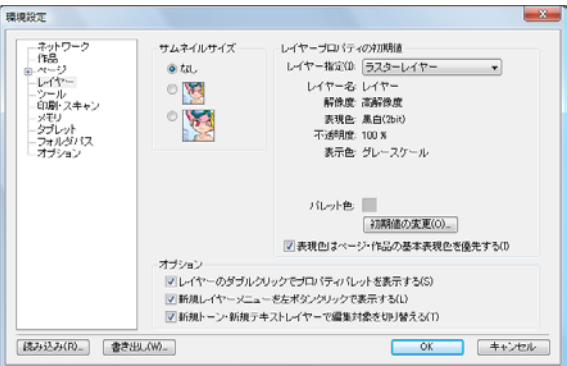 環境設定
ネットワーク
作品
ページ
レイヤー
ツール
印刷・スキャン
メモリ
タブレット
フォルダパス
オプション
サムネイルサイズ
なし
レイヤープロパティの初期値
レイヤー指定(I): ラスターレイヤー
レイヤー名: レイヤー
解像度: 高解像度
表現色: 黒白(2bit)
不透明度: 100 %
表示色: グレースケール
パレット色:
初期値の変更(O)...
表現色はページ・作品の基本表現色を優先する(I)
オプション
レイヤーのダブルクリックでプロパティパレットを表示する(S)
新規レイヤーメニューを左ボタンクリックで表示する(L)
新規トーン・新規テキストレイヤーで編集対象を切り替える(T)
読み込み(R)...
書き出し(W)...
OK
キャンセル